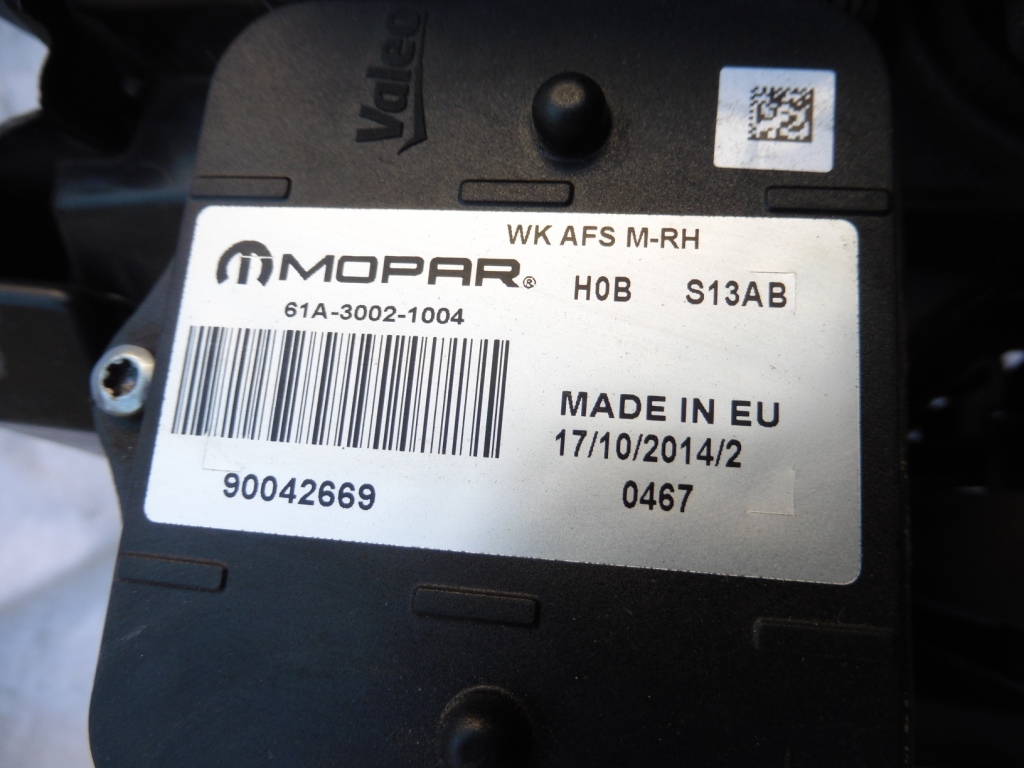 Valeo
WK AFS M-RH
MOPAR®
H0B S13AB
61A-3002-1004
MADE IN EU
17/10/2014/2
90042669
0467